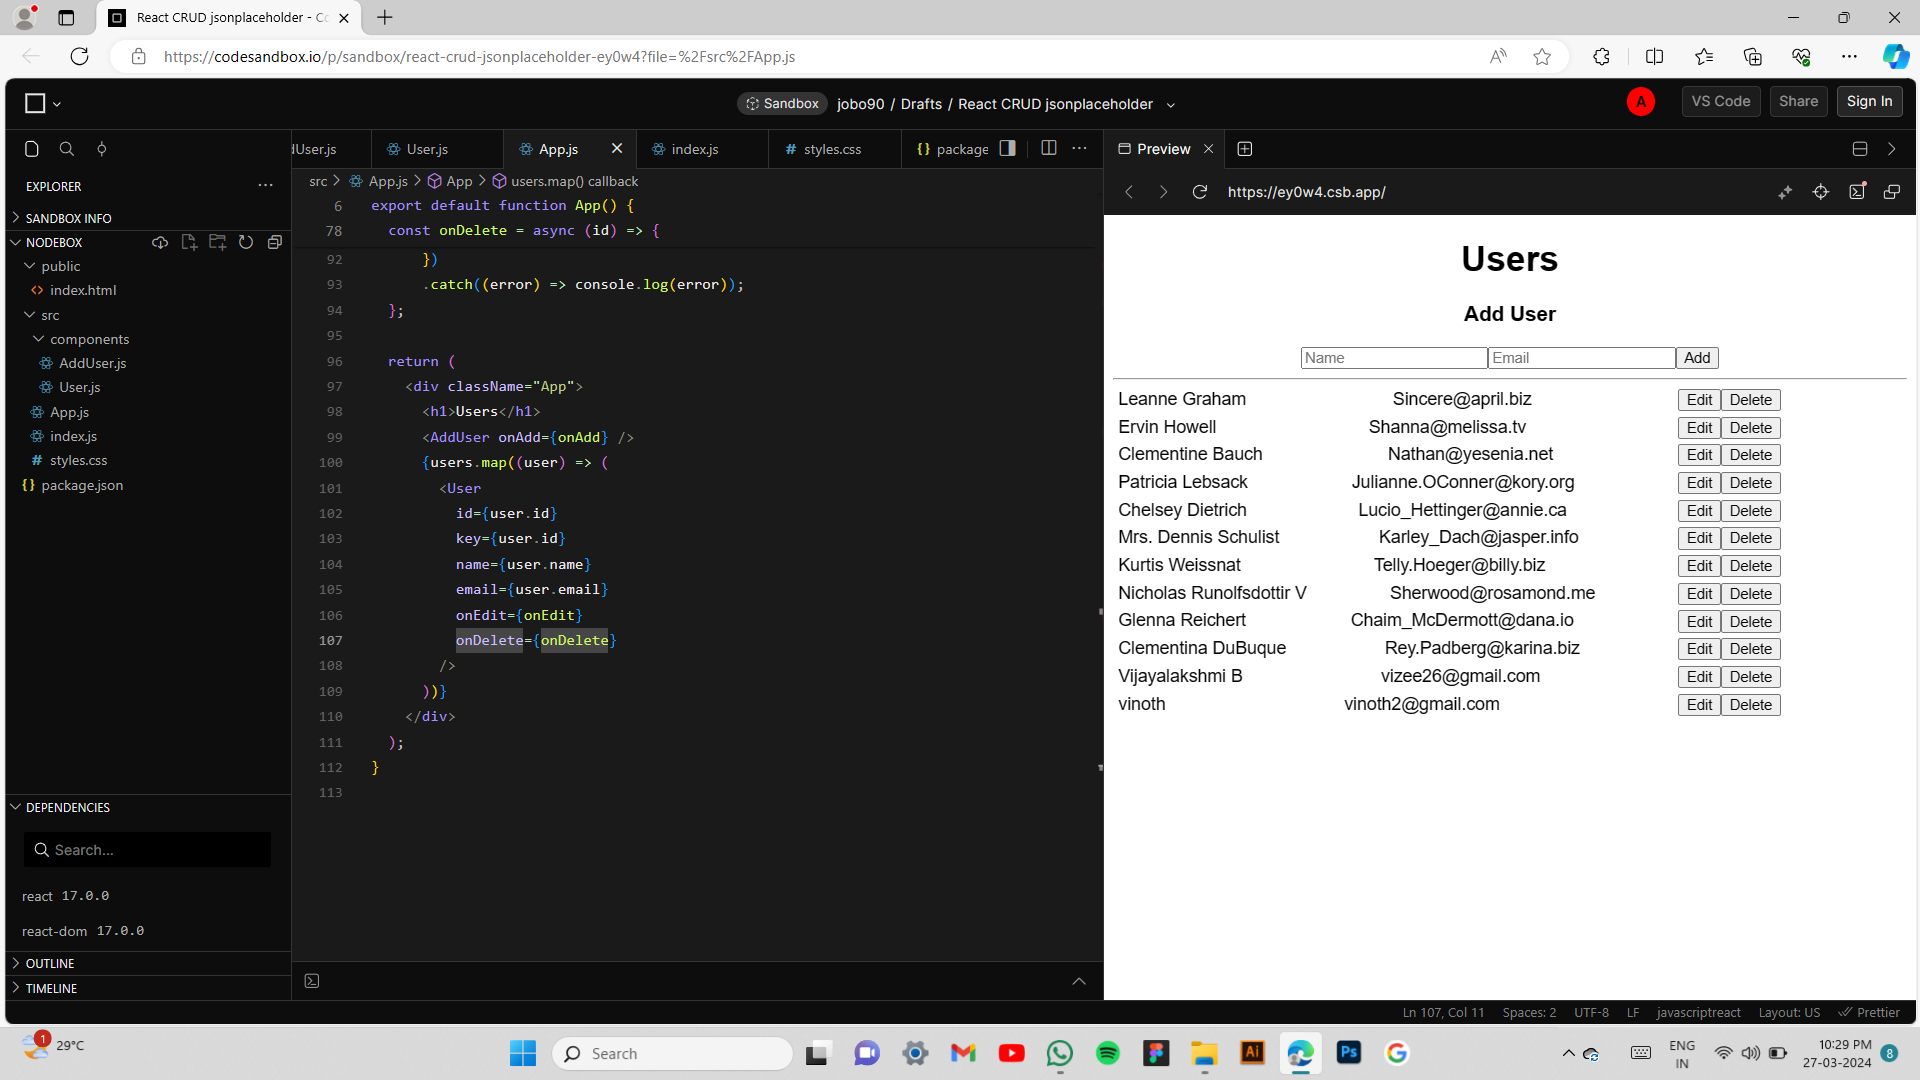 React CRUD jsonplaceholder - Co
https://codesandbox.io/p/sandbox/react-crud-jsonplaceholder-ey0w4?file=%2Fsrc%2FApp.js
Sandbox jobo90 / Drafts / React CRUD jsonplaceholder
A VS Code Share Sign In
EXPLORER
SANDBOX INFO
NODEBOX
public
index.html
src
components
AddUser.js
User.js
App.js
index.js
styles.css
package.json
DEPENDENCIES
Search...
react 17.0.0
react-dom 17.0.0
OUTLINE
TIMELINE
dUser.js User.js App.js index.js styles.css package
src > App.js > App > users.map() callback
6 export default function App() {
78 const onDelete = async (id) => {
92 })
93 .catch((error) => console.log(error));
94 };
95
96 return (
97 <div className="App">
98 <h1>Users</h1>
99 <AddUser onAdd={onAdd} />
100 {users.map((user) => (
101 <User
102 id={user.id}
103 key={user.id}
104 name={user.name}
105 email={user.email}
106 onEdit={onEdit}
107 onDelete={onDelete}
108 />
109 ))}
110 </div>
111 );
112 }
113
Preview
https://ey0w4.csb.app/
Users
Add User
Name Email Add
Leanne Graham Sincere@april.biz Edit Delete
Ervin Howell Shanna@melissa.tv Edit Delete
Clementine Bauch Nathan@yesenia.net Edit Delete
Patricia Lebsack Julianne.OConner@kory.org Edit Delete
Chelsey Dietrich Lucio_Hettinger@annie.ca Edit Delete
Mrs. Dennis Schulist Karley_Dach@jasper.info Edit Delete
Kurtis Weissnat Telly.Hoeger@billy.biz Edit Delete
Nicholas Runolfsdottir V Sherwood@rosamond.me Edit Delete
Glenna Reichert Chaim_McDermott@dana.io Edit Delete
Clementina DuBuque Rey.Padberg@karina.biz Edit Delete
Vijayalakshmi B vizee26@gmail.com Edit Delete
vinoth vinoth2@gmail.com Edit Delete
Ln 107, Col 11 Spaces: 2 UTF-8 LF javascriptreact Layout: US Prettier
1 29°C
Search
Ai
Ps
ENG
IN
10:29 PM
27-03-2024
8